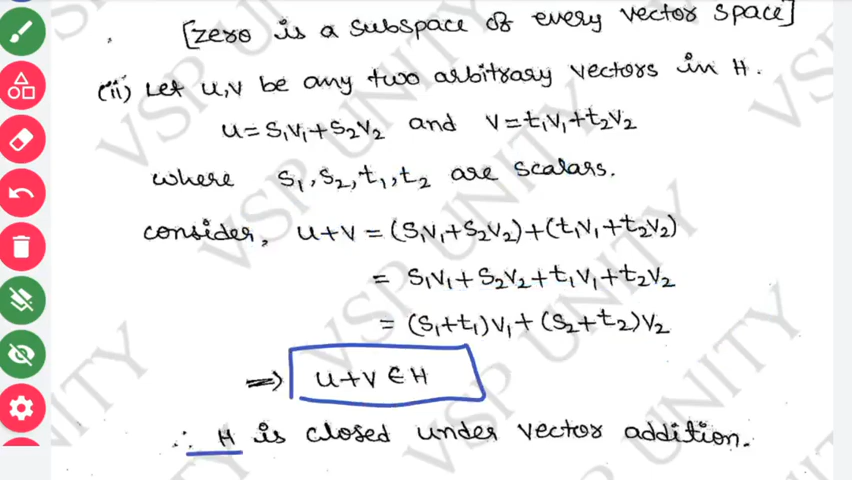 [zero is a subspace of every vector space]
(ii) Let u,v be any two arbitrary vectors in H.
u=s₁v₁+s₂v₂ and v=t₁v₁+t₂v₂
where s₁,s₂,t₁,t₂ are scalars.
consider, u+v = (s₁v₁+s₂v₂)+(t₁v₁+t₂v₂)
= s₁v₁+s₂v₂+t₁v₁+t₂v₂
= (s₁+t₁)v₁+(s₂+t₂)v₂
⇒ u+v ∈ H
∴ H is closed under vector addition.
VSP UNITY